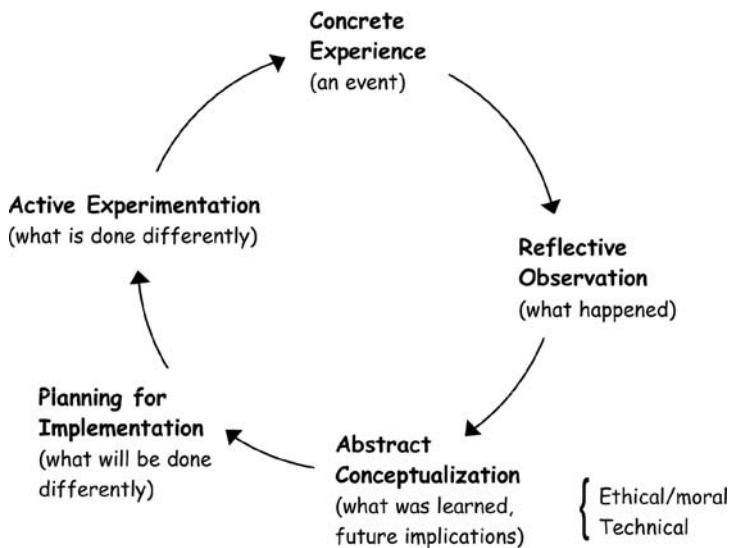 Concrete
Experience
(an event)
Reflective
Observation
(what happened)
Abstract
Conceptualization
(what was learned,
future implications)
Ethical/moral
Technical
Planning for
Implementation
(what will be done
differently)
Active Experimentation
(what is done differently)